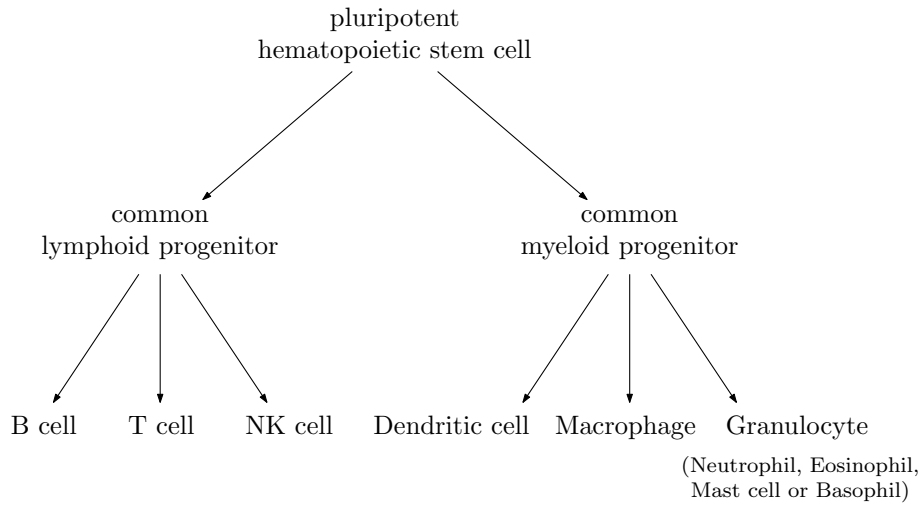 pluripotent
hematopoietic stem cell
common
lymphoid progenitor
common
myeloid progenitor
B cell
T cell
NK cell
Dendritic cell
Macrophage
Granulocyte
(Neutrophil, Eosinophil,
Mast cell or Basophil)